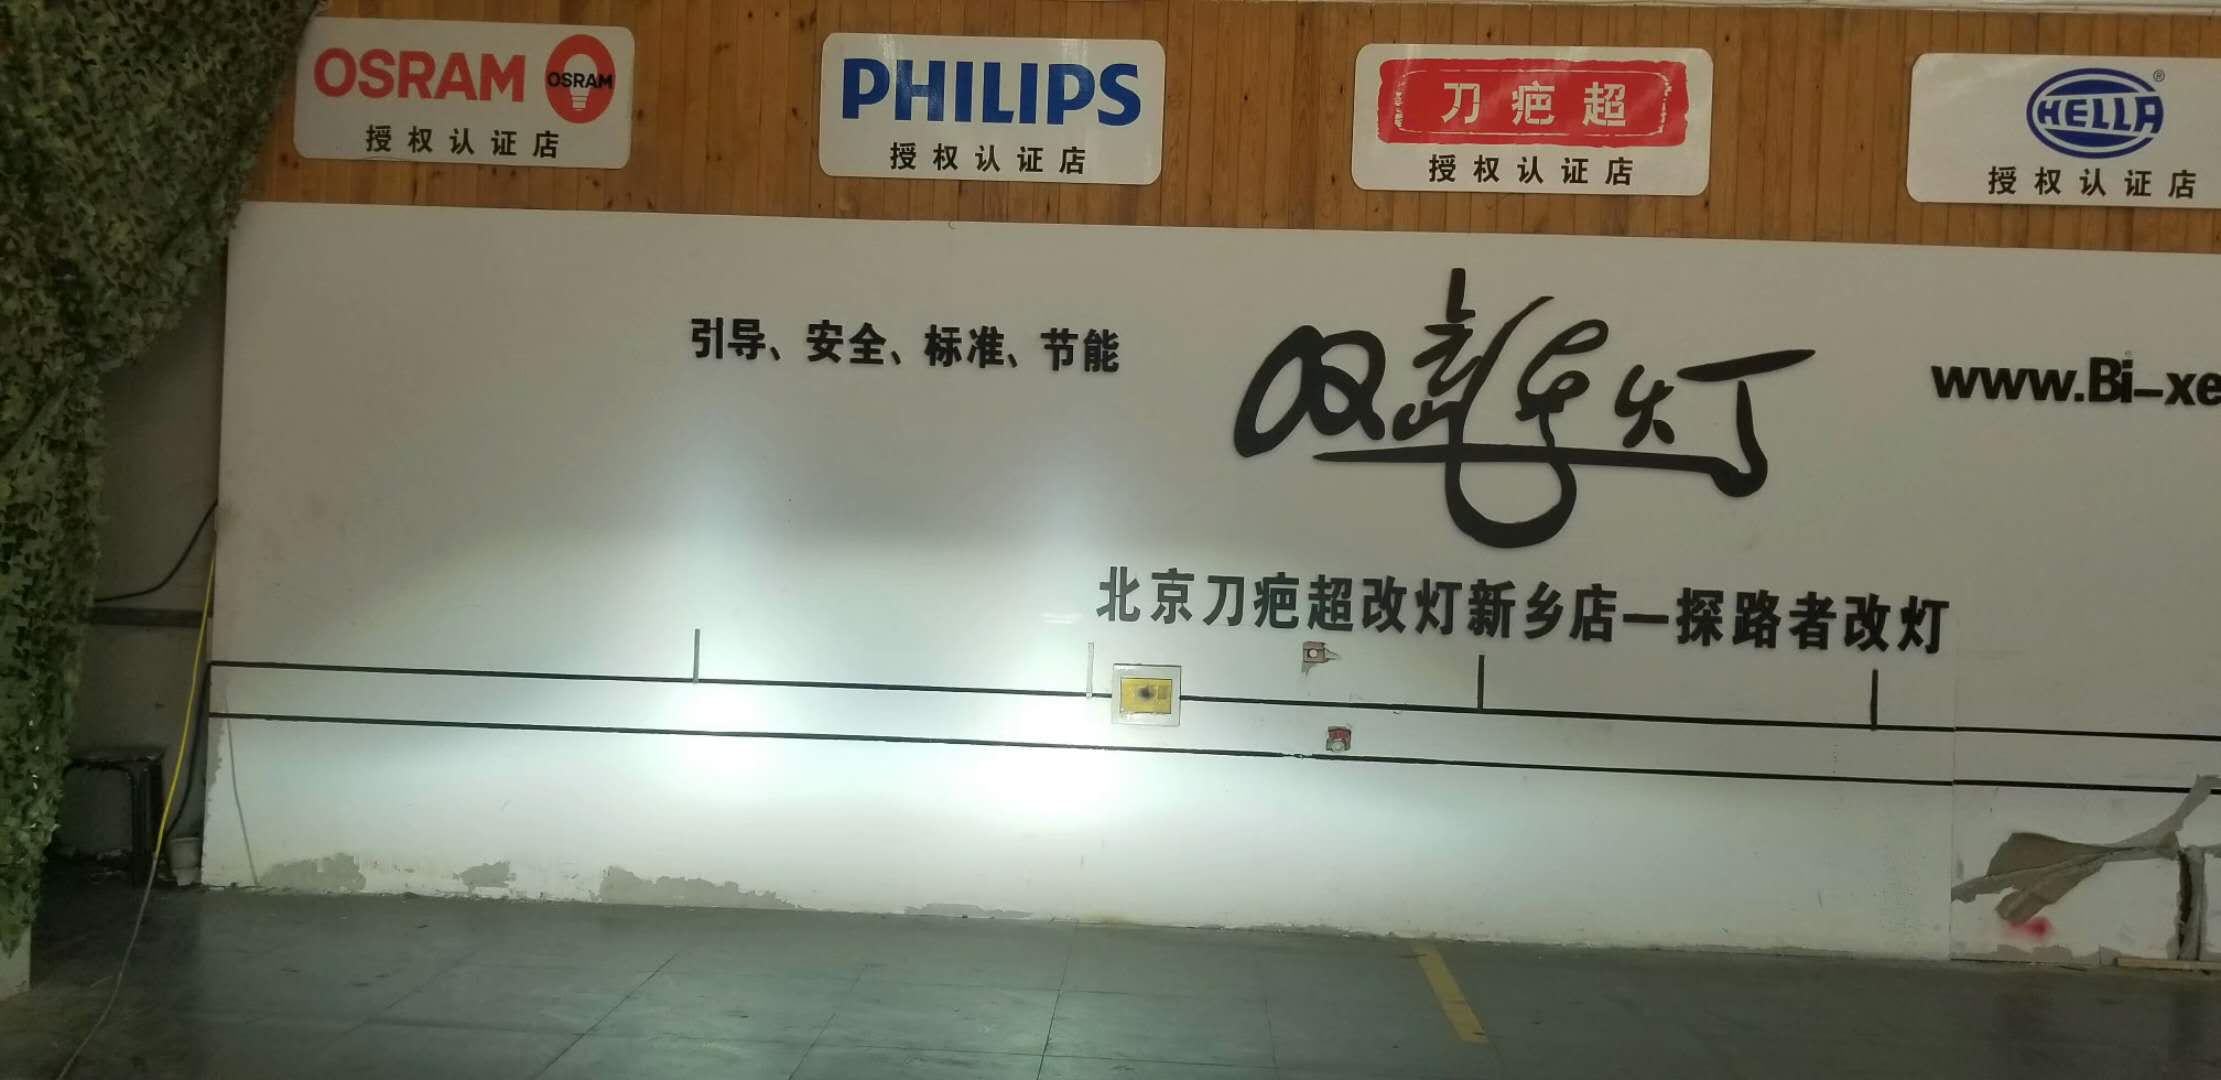 OSRAM OSRAM
授权认证店
PHILIPS
授权认证店
刀疤超
授权认证店
HELLA®
授权认证店
引导、安全、标准、节能
双氙车灯
www.Bi-xe
北京刀疤超改灯新乡店一探路者改灯